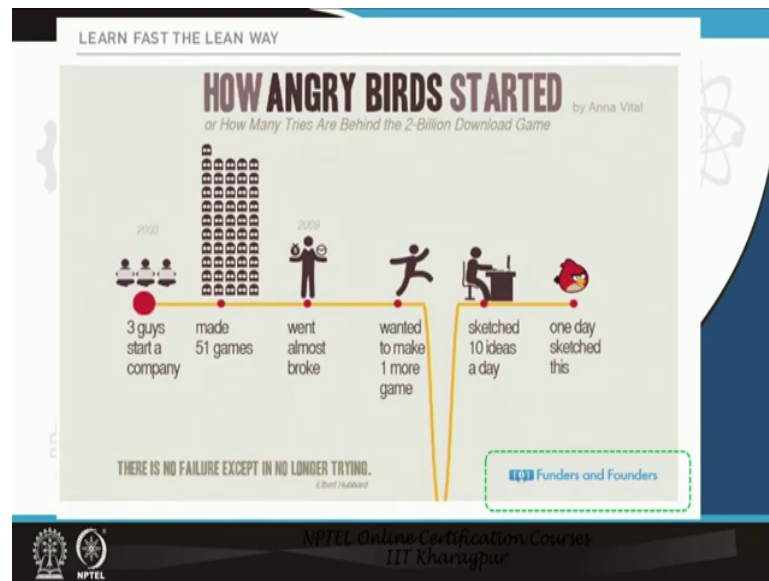 LEARN FAST THE LEAN WAY
HOW ANGRY BIRDS STARTED
by Anna Vital
or How Many Tries Are Behind the 2-Billion Download Game
2003
2009
3 guys
start a
company
made
51 games
went
almost
broke
wanted
to make
1 more
game
sketched
10 ideas
a day
one day
sketched
this
THERE IS NO FAILURE EXCEPT IN NO LONGER TRYING.
Elbert Hubbard
Funders and Founders
NPTEL Online Certification Courses
IIT Kharagpur
NPTEL